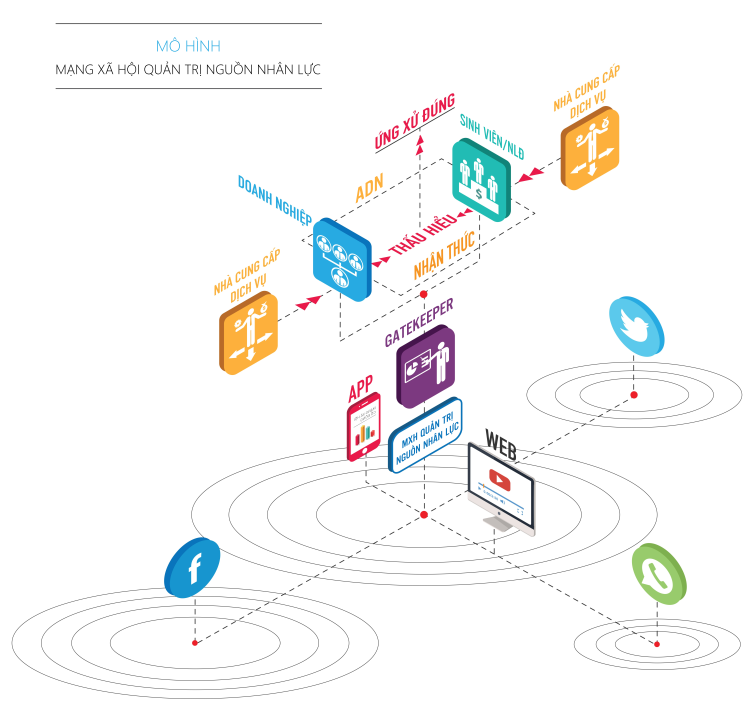 MÔ HÌNH
MẠNG XÃ HỘI QUẢN TRỊ NGUỒN NHÂN LỰC
NHÀ CUNG CẤP
DỊCH VỤ
ỨNG XỬ ĐÚNG
SINH VIÊN/NLĐ
$
ADN
DOANH NGHIỆP
THẤU HIỂU
NHẬN THỨC
NHÀ CUNG CẤP
DỊCH VỤ
GATEKEEPER
APP
MXH QUẢN TRỊ
NGUỒN NHÂN LỰC
WEB
f